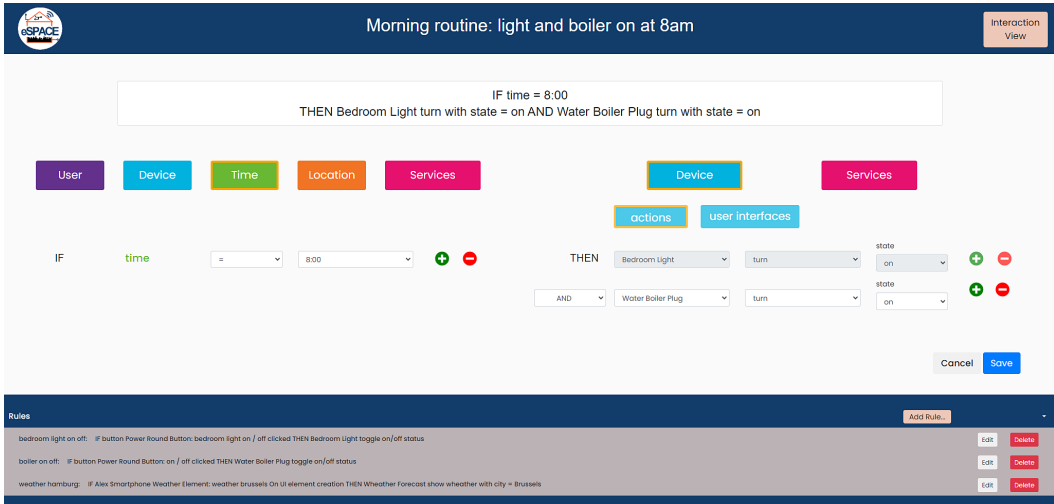 eSPACE
Morning routine: light and boiler on at 8am
Interaction
View
IF time = 8:00
THEN Bedroom Light turn with state = on AND Water Boiler Plug turn with state = on
User Device Time Location Services Device Services
actions user interfaces
state
IF time = 8:00 THEN Bedroom Light turn on
state
AND Water Boiler Plug turn on
Cancel Save
Rules Add Rule...
bedroom light on off: IF button Power Round Button: bedroom light on / off clicked THEN Bedroom Light toggle on/off status Edit Delete
boiler on off: IF button Power Round Button: on / off clicked THEN Water Boiler Plug toggle on/off status Edit Delete
weather hamburg: IF Alex Smartphone Weather Element: weather brussels On UI element creation THEN Wheather Forecast show wheather with city = Brussels Edit Delete